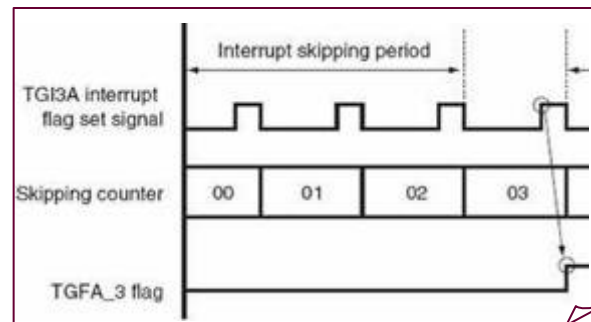 Interrupt skipping period
TGI3A interrupt
flag set signal
Skipping counter 00 01 02 03
TGFA_3 flag